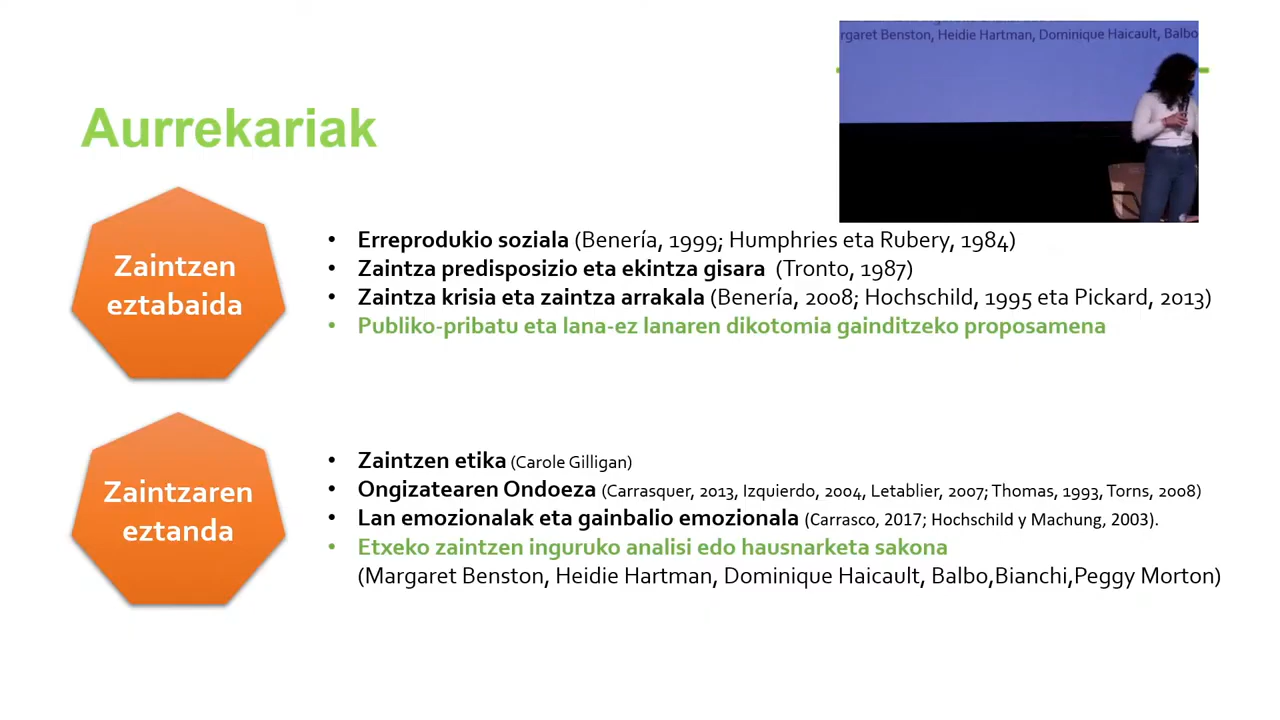 rgaret Benston, Heidie Hartman, Dominique Haicault, Balbo
Aurrekariak
Zaintzen
eztabaida
• Erreprodukio soziala (Benería, 1999; Humphries eta Rubery, 1984)
• Zaintza predisposizio eta ekintza gisara (Tronto, 1987)
• Zaintza krisia eta zaintza arrakala (Benería, 2008; Hochschild, 1995 eta Pickard, 2013)
• Publiko-pribatu eta lana-ez lanaren dikotomia gainditzeko proposamena
Zaintzaren
eztanda
• Zaintzen etika (Carole Gilligan)
• Ongizatearen Ondoeza (Carrasquer, 2013, Izquierdo, 2004, Letablier, 2007; Thomas, 1993, Torns, 2008)
• Lan emozionalak eta gainbalio emozionala (Carrasco, 2017; Hochschild y Machung, 2003).
• Etxeko zaintzen inguruko analisi edo hausnarketa sakona
(Margaret Benston, Heidie Hartman, Dominique Haicault, Balbo,Bianchi,Peggy Morton)